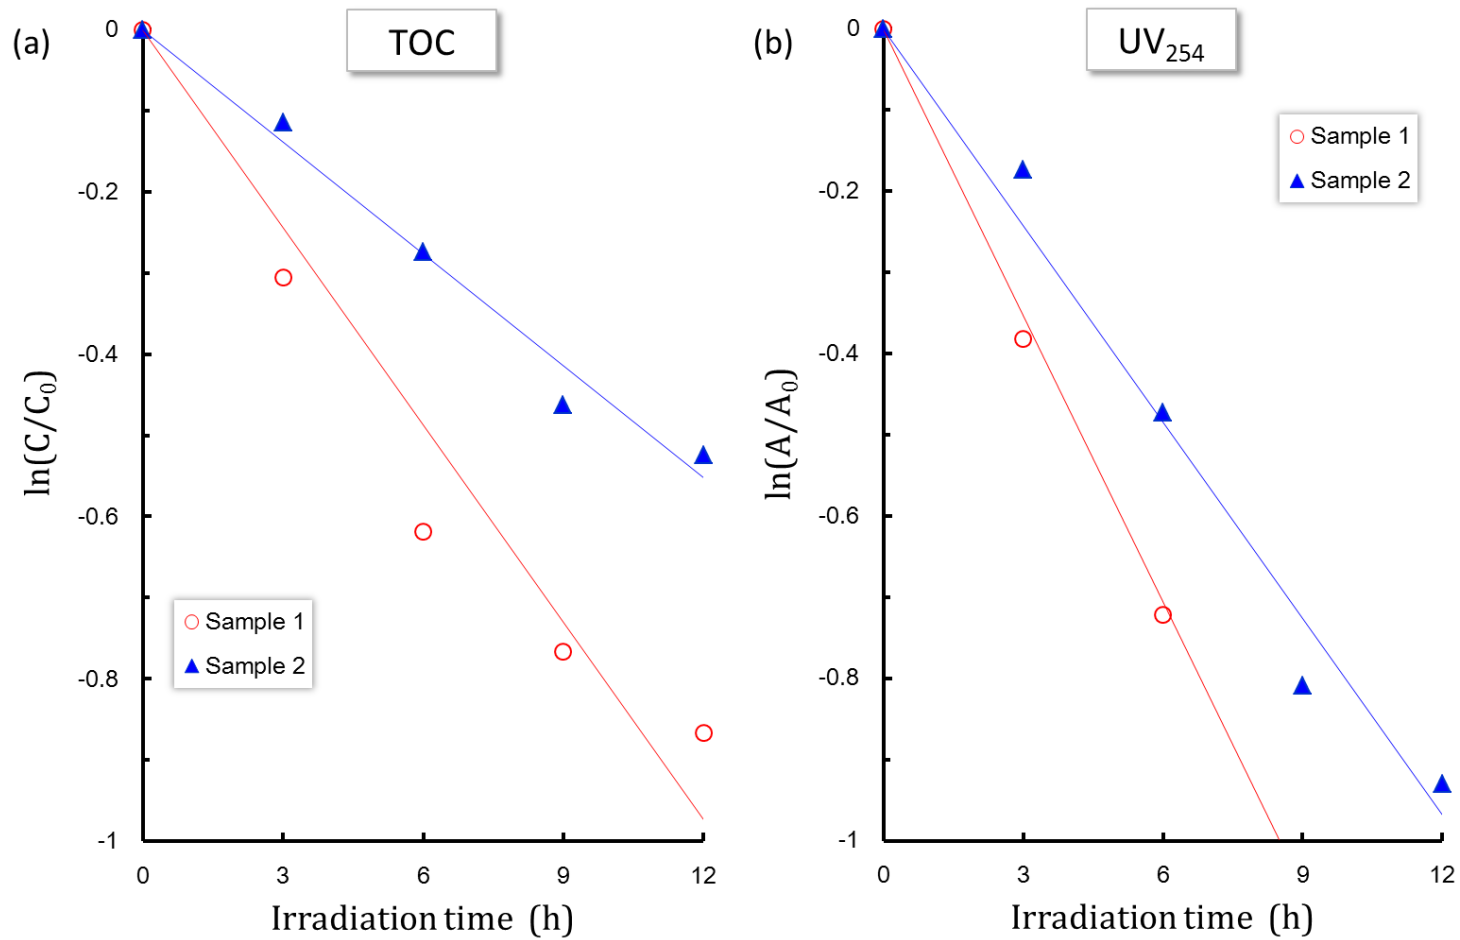 (a)
TOC
0
-0.2
-0.4
-0.6
-0.8
-1
ln(C/C₀)
Sample 1
Sample 2
0 3 6 9 12
Irradiation time (h)
(b)
UV₂₅₄
0
-0.2
-0.4
-0.6
-0.8
-1
ln(A/A₀)
Sample 1
Sample 2
0 3 6 9 12
Irradiation time (h)